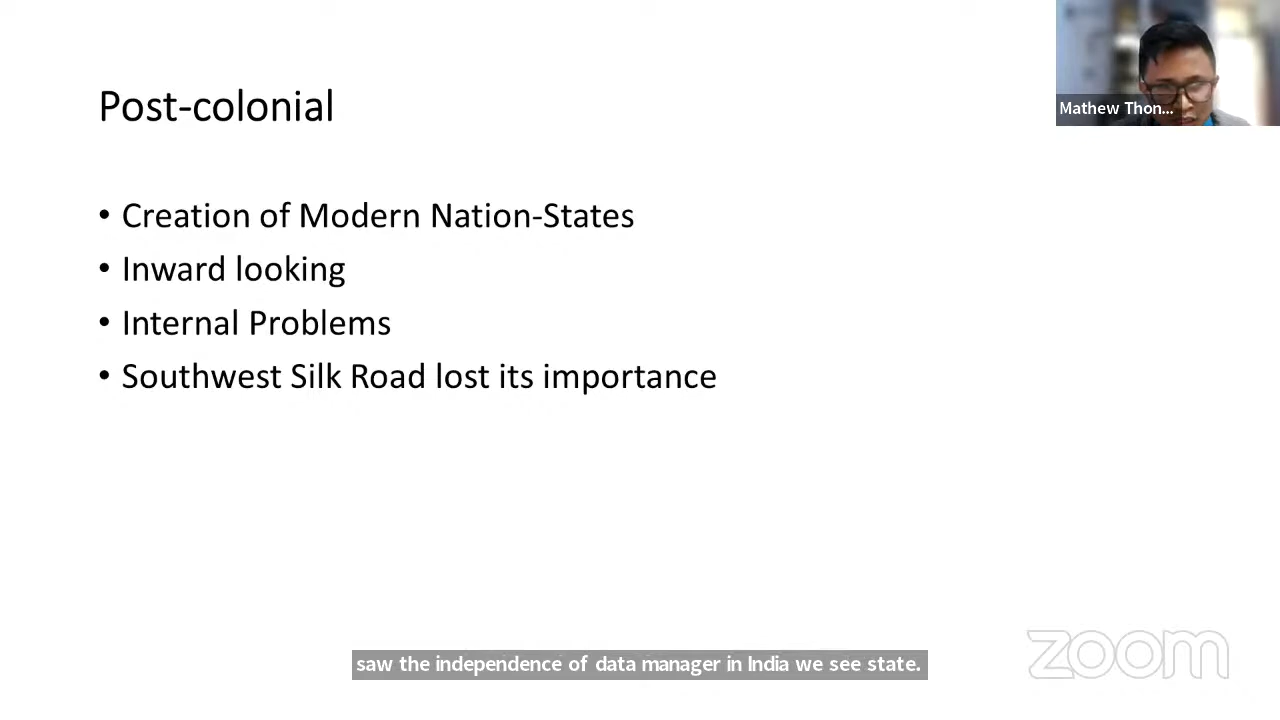 Post-colonial
Mathew Thon...
• Creation of Modern Nation-States
• Inward looking
• Internal Problems
• Southwest Silk Road lost its importance
saw the independence of data manager in India we see state.
zoom